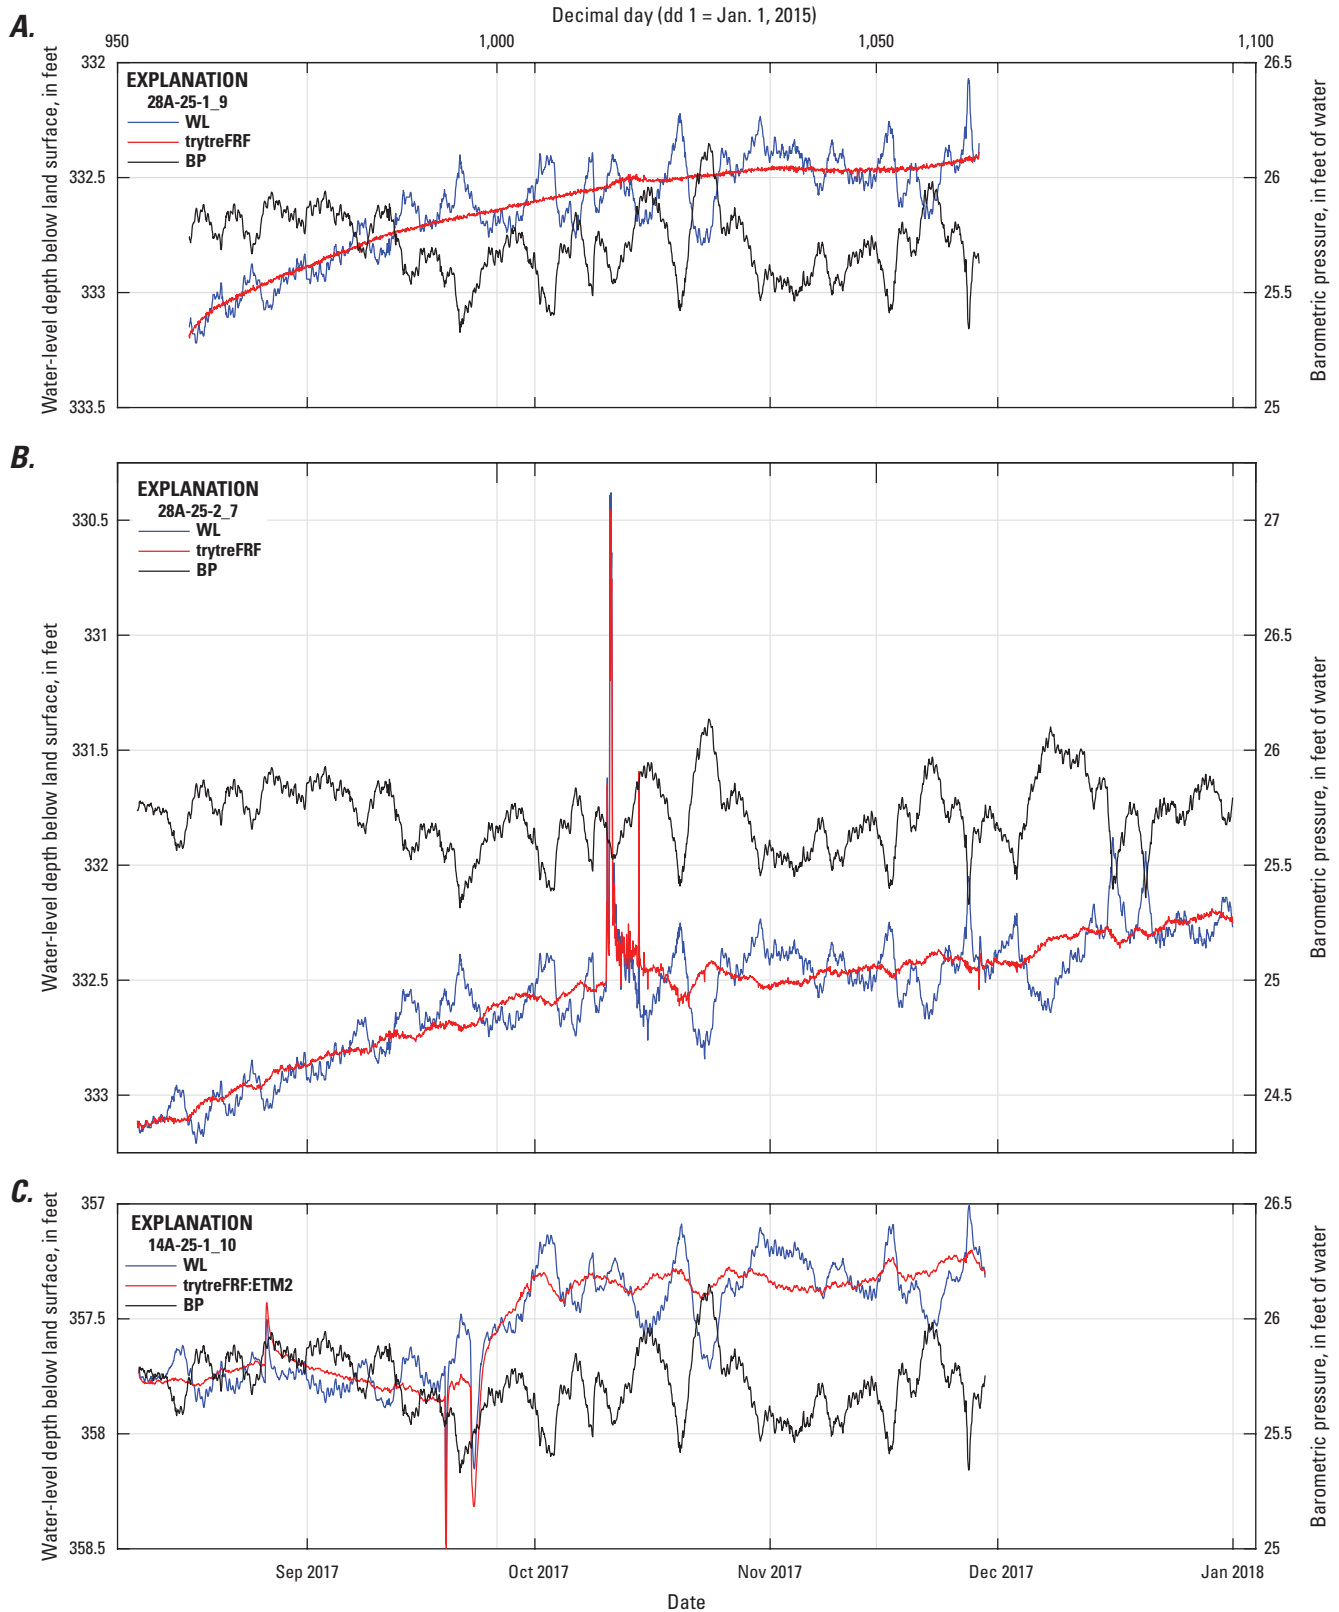 A.
Decimal day (dd 1 = Jan. 1, 2015)
950 1,000 1,050 1,100
EXPLANATION
28A-25-1_9
WL
trytreFRF
BP
332
332.5
333
333.5
Water-level depth below land surface, in feet
26.5
26
25.5
25
Barometric pressure, in feet of water
B.
EXPLANATION
28A-25-2_7
WL
trytreFRF
BP
330.5
331
331.5
332
332.5
333
Water-level depth below land surface, in feet
27
26.5
26
25.5
25
24.5
Barometric pressure, in feet of water
C.
EXPLANATION
14A-25-1_10
WL
trytreFRF:ETM2
BP
357
357.5
358
358.5
Water-level depth below land surface, in feet
26.5
26
25.5
25
Barometric pressure, in feet of water
Sep 2017 Oct 2017 Nov 2017 Dec 2017 Jan 2018
Date